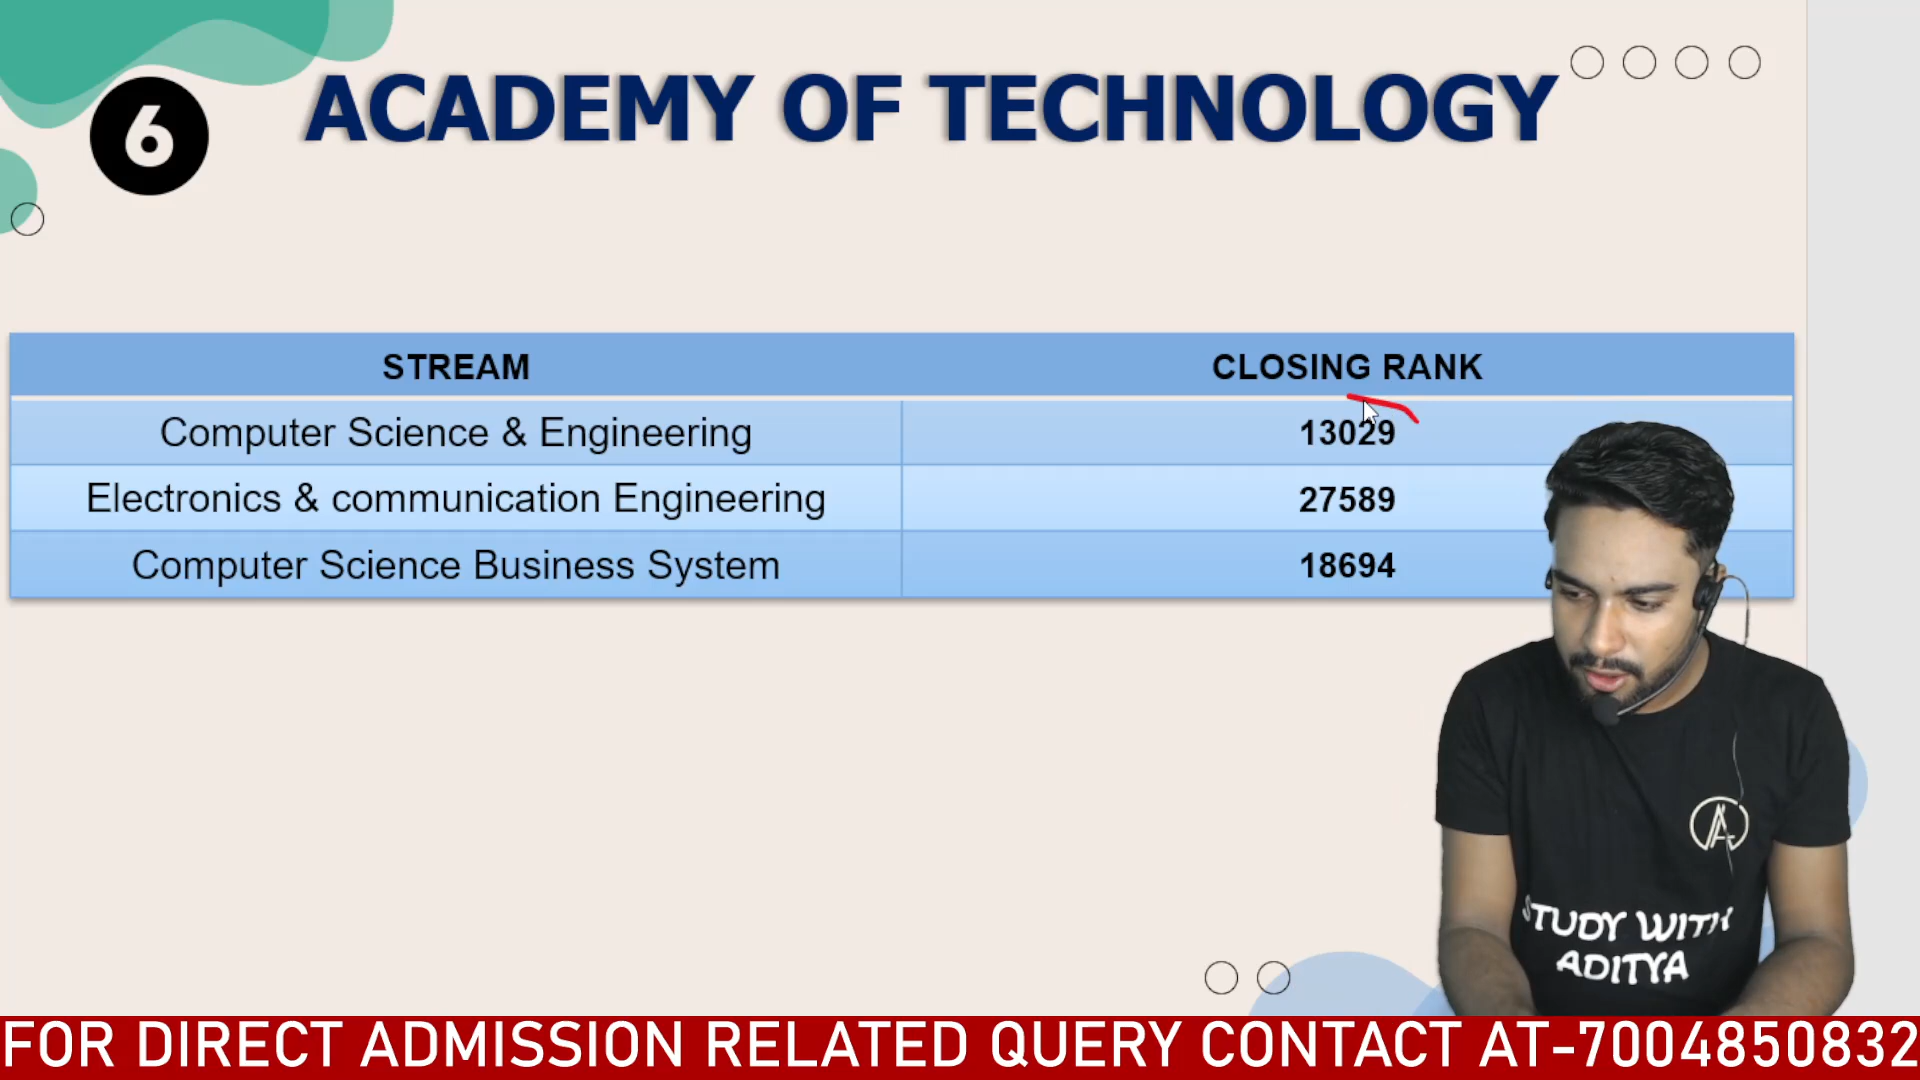 6
ACADEMY OF TECHNOLOGY
STREAM CLOSING RANK
Computer Science & Engineering 13029
Electronics & communication Engineering 27589
Computer Science Business System 18694
STUDY WITH
ADITYA
FOR DIRECT ADMISSION RELATED QUERY CONTACT AT-7004850832